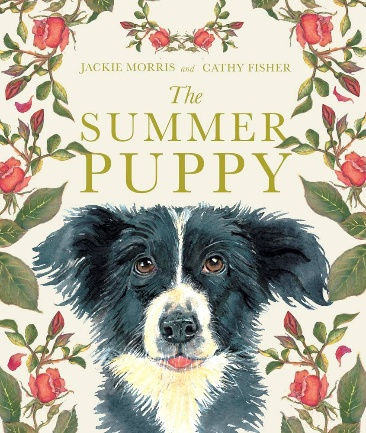 JACKIE MORRIS and CATHY FISHER
The
SUMMER
PUPPY